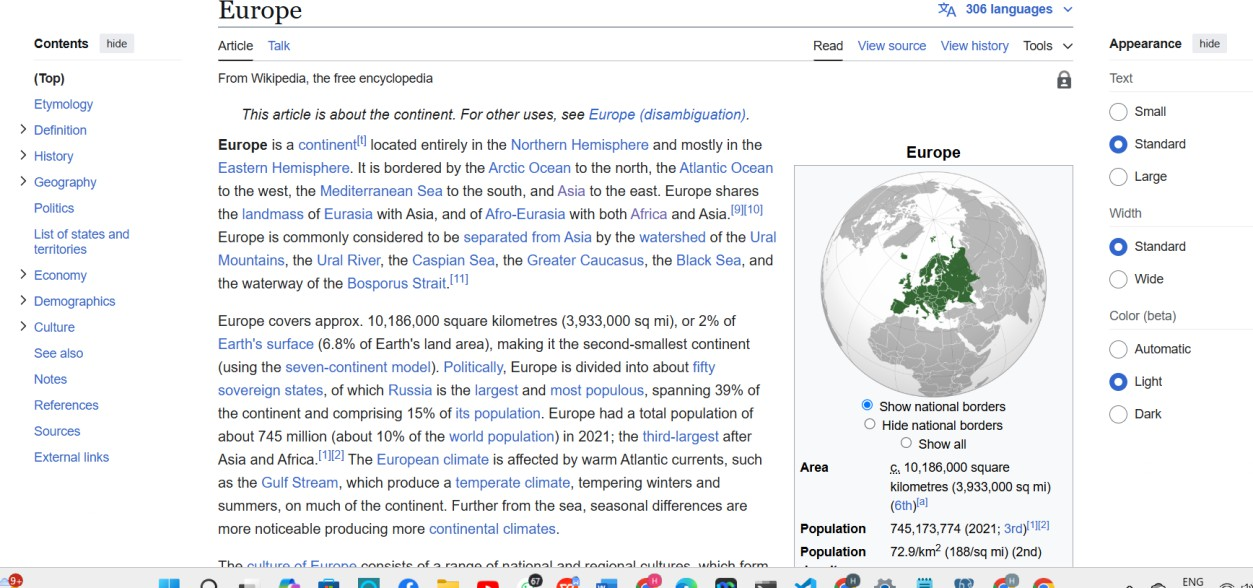 Europe
306 languages
Contents
hide
Article
Talk
Read
View source
View history
Tools
Appearance
hide
(Top)
Etymology
Definition
History
Geography
Politics
List of states and
territories
Economy
Demographics
Culture
See also
Notes
References
Sources
External links
From Wikipedia, the free encyclopedia
This article is about the continent. For other uses, see Europe (disambiguation).
Europe is a continent[t] located entirely in the Northern Hemisphere and mostly in the
Eastern Hemisphere. It is bordered by the Arctic Ocean to the north, the Atlantic Ocean
to the west, the Mediterranean Sea to the south, and Asia to the east. Europe shares
the landmass of Eurasia with Asia, and of Afro-Eurasia with both Africa and Asia.[9][10]
Europe is commonly considered to be separated from Asia by the watershed of the Ural
Mountains, the Ural River, the Caspian Sea, the Greater Caucasus, the Black Sea, and
the waterway of the Bosporus Strait.[11]
Europe covers approx. 10,186,000 square kilometres (3,933,000 sq mi), or 2% of
Earth's surface (6.8% of Earth's land area), making it the second-smallest continent
(using the seven-continent model). Politically, Europe is divided into about fifty
sovereign states, of which Russia is the largest and most populous, spanning 39% of
the continent and comprising 15% of its population. Europe had a total population of
about 745 million (about 10% of the world population) in 2021; the third-largest after
Asia and Africa.[1][2] The European climate is affected by warm Atlantic currents, such
as the Gulf Stream, which produce a temperate climate, tempering winters and
summers, on much of the continent. Further from the sea, seasonal differences are
more noticeable producing more continental climates.
The culture of Europe consists of a range of national and regional cultures, which form
Europe
Show national borders
Hide national borders
Show all
Area
c. 10,186,000 square
kilometres (3,933,000 sq mi)
(6th)[a]
Population
745,173,774 (2021; 3rd)[1][2]
Population
72.9/km2 (188/sq mi) (2nd)
Text
Small
Standard
Large
Width
Standard
Wide
Color (beta)
Automatic
Light
Dark
9+
67
H
H
H
ENG